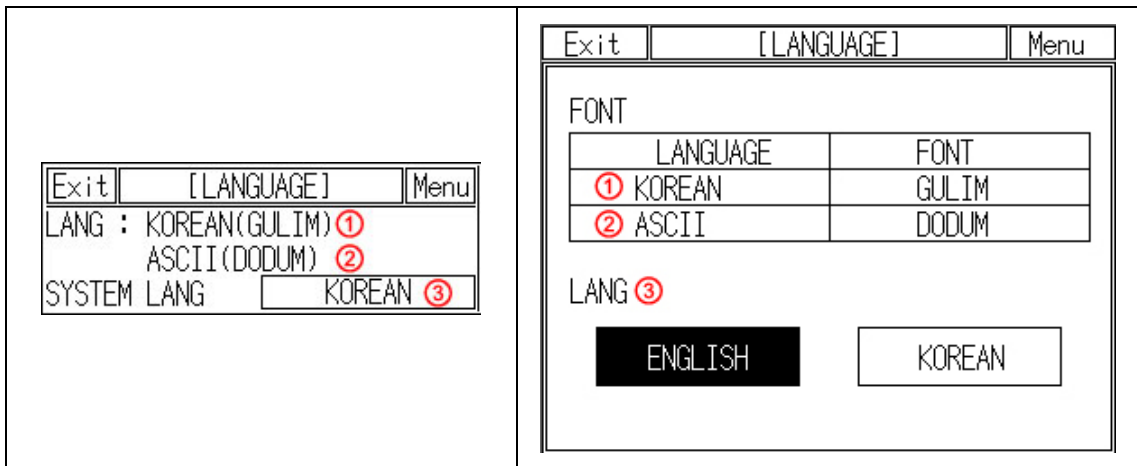 Exit [LANGUAGE] Menu
LANG : KOREAN(GULIM) ①
ASCII(DODUM) ②
SYSTEM LANG KOREAN ③
Exit [LANGUAGE] Menu
FONT
LANGUAGE FONT
① KOREAN GULIM
② ASCII DODUM
LANG ③
ENGLISH KOREAN